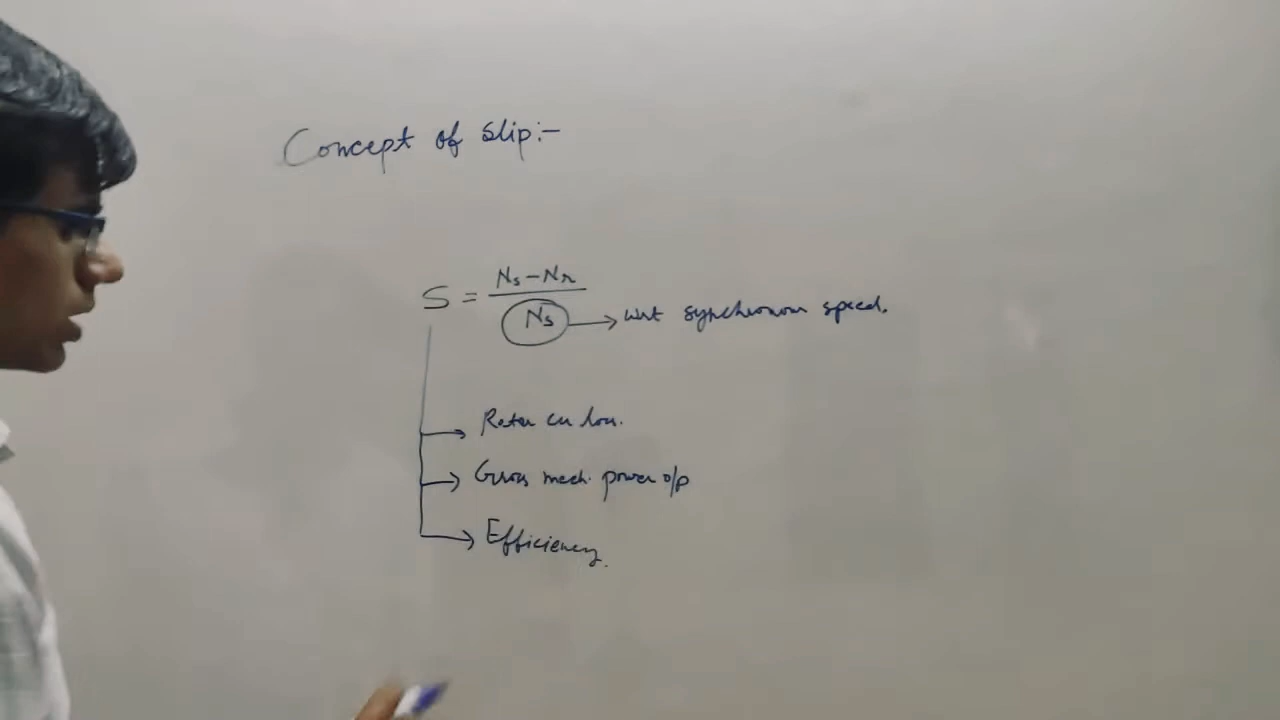 Concept of Slip:-
S = Ns-Nr / Ns → wrt synchronous speed.
→ Rotor cu loss.
→ Gross mech. power o/p
→ Efficiency.